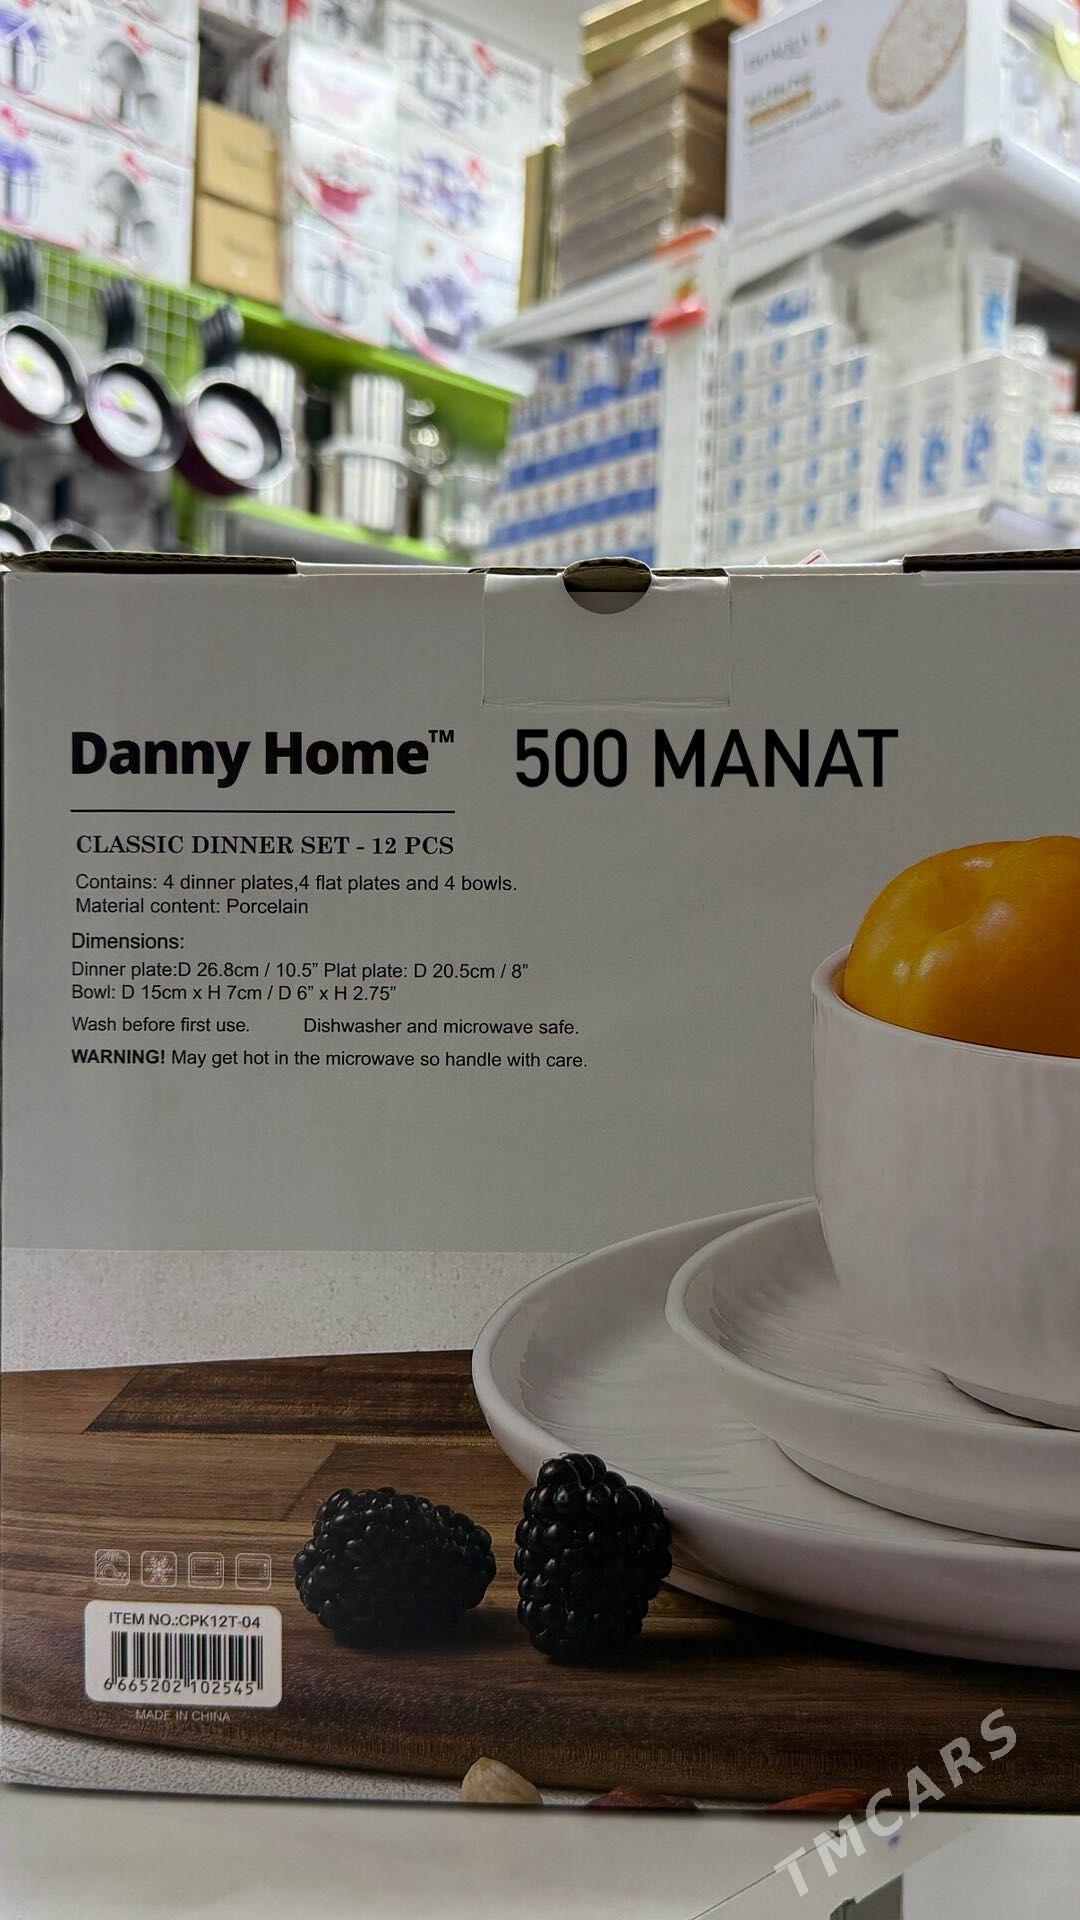 Danny Home™ 500 MANAT
CLASSIC DINNER SET - 12 PCS
Contains: 4 dinner plates,4 flat plates and 4 bowls.
Material content: Porcelain
Dimensions:
Dinner plate:D 26.8cm / 10.5” Plat plate: D 20.5cm / 8”
Bowl: D 15cm x H 7cm / D 6” x H 2.75”
Wash before first use. Dishwasher and microwave safe.
WARNING! May get hot in the microwave so handle with care.
ITEM NO.:CPK12T-04
6 665202 102545
MADE IN CHINA
TMCARS